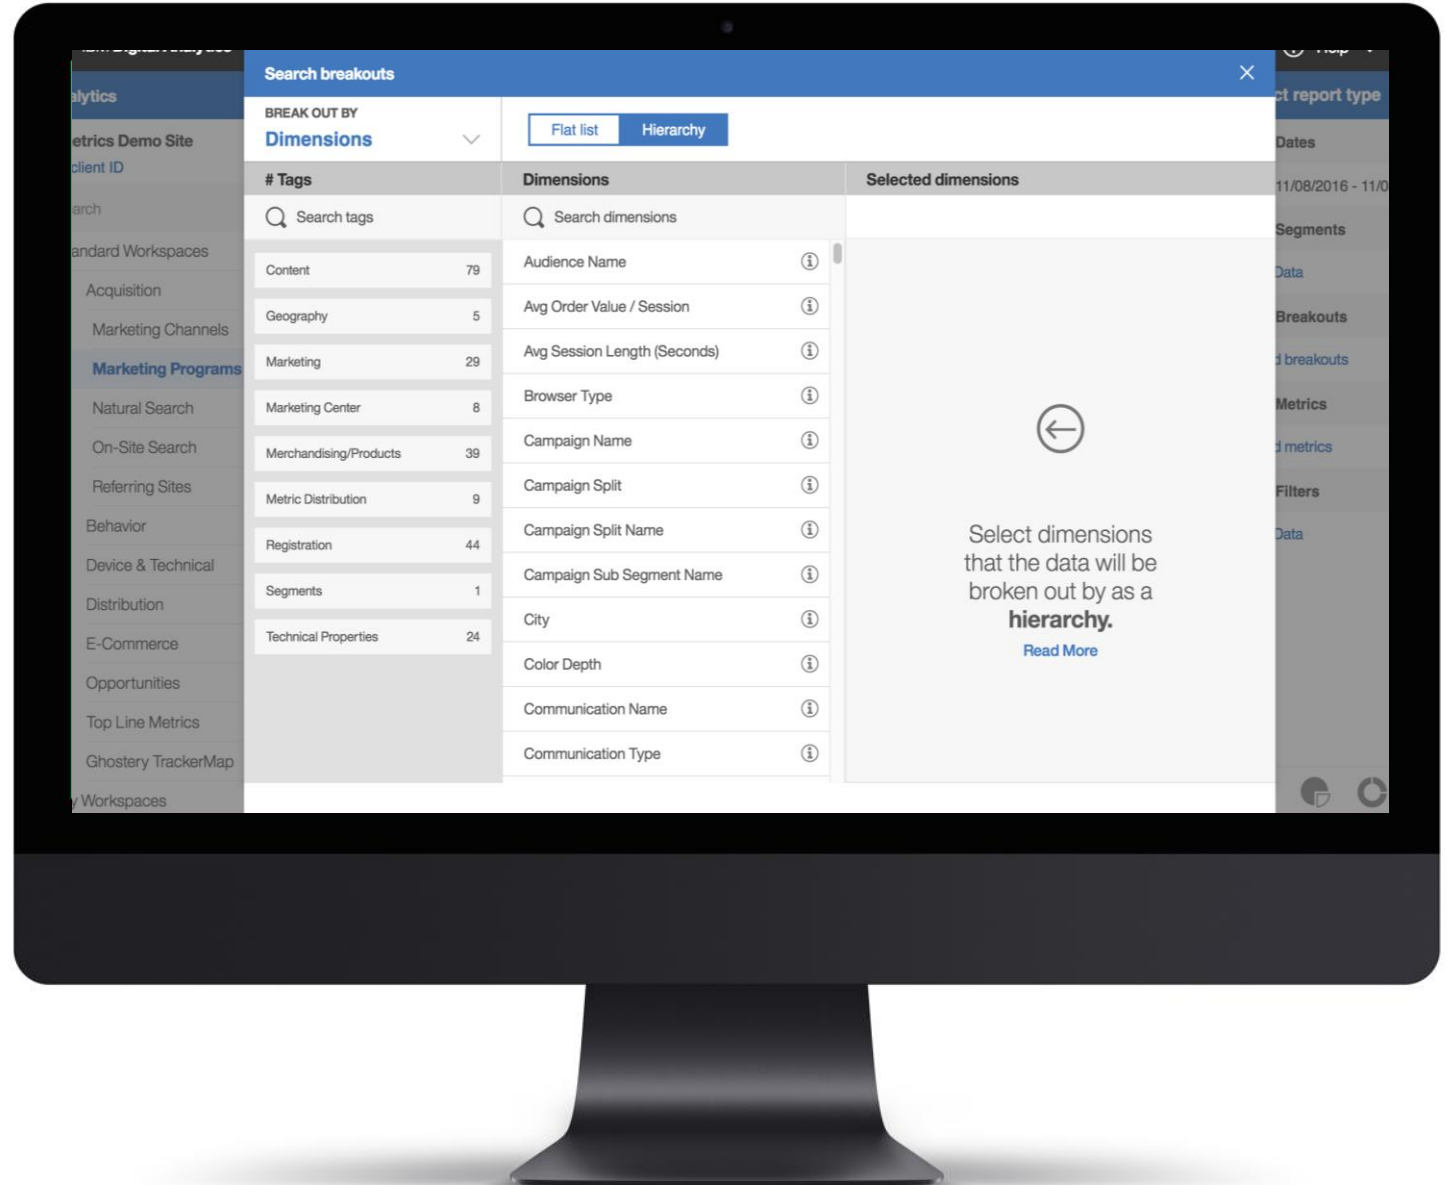 Help
Search breakouts
alytics
ct report type
BREAK OUT BY
Dimensions
Flat list
Hierarchy
etrics Demo Site
client ID
Dates
# Tags
Dimensions
Selected dimensions
11/08/2016 - 11/0
arch
Search tags
Search dimensions
Segments
andard Workspaces
Acquisition
Marketing Channels
Marketing Programs
Natural Search
On-Site Search
Referring Sites
Behavior
Device & Technical
Distribution
E-Commerce
Opportunities
Top Line Metrics
Ghostery TrackerMap
y Workspaces
Content 79
Geography 5
Marketing 29
Marketing Center 8
Merchandising/Products 39
Metric Distribution 9
Registration 44
Segments 1
Technical Properties 24
Audience Name
Avg Order Value / Session
Avg Session Length (Seconds)
Browser Type
Campaign Name
Campaign Split
Campaign Split Name
Campaign Sub Segment Name
City
Color Depth
Communication Name
Communication Type
Select dimensions
that the data will be
broken out by as a
hierarchy.
Read More
Data
Breakouts
d breakouts
Metrics
d metrics
Filters
Data